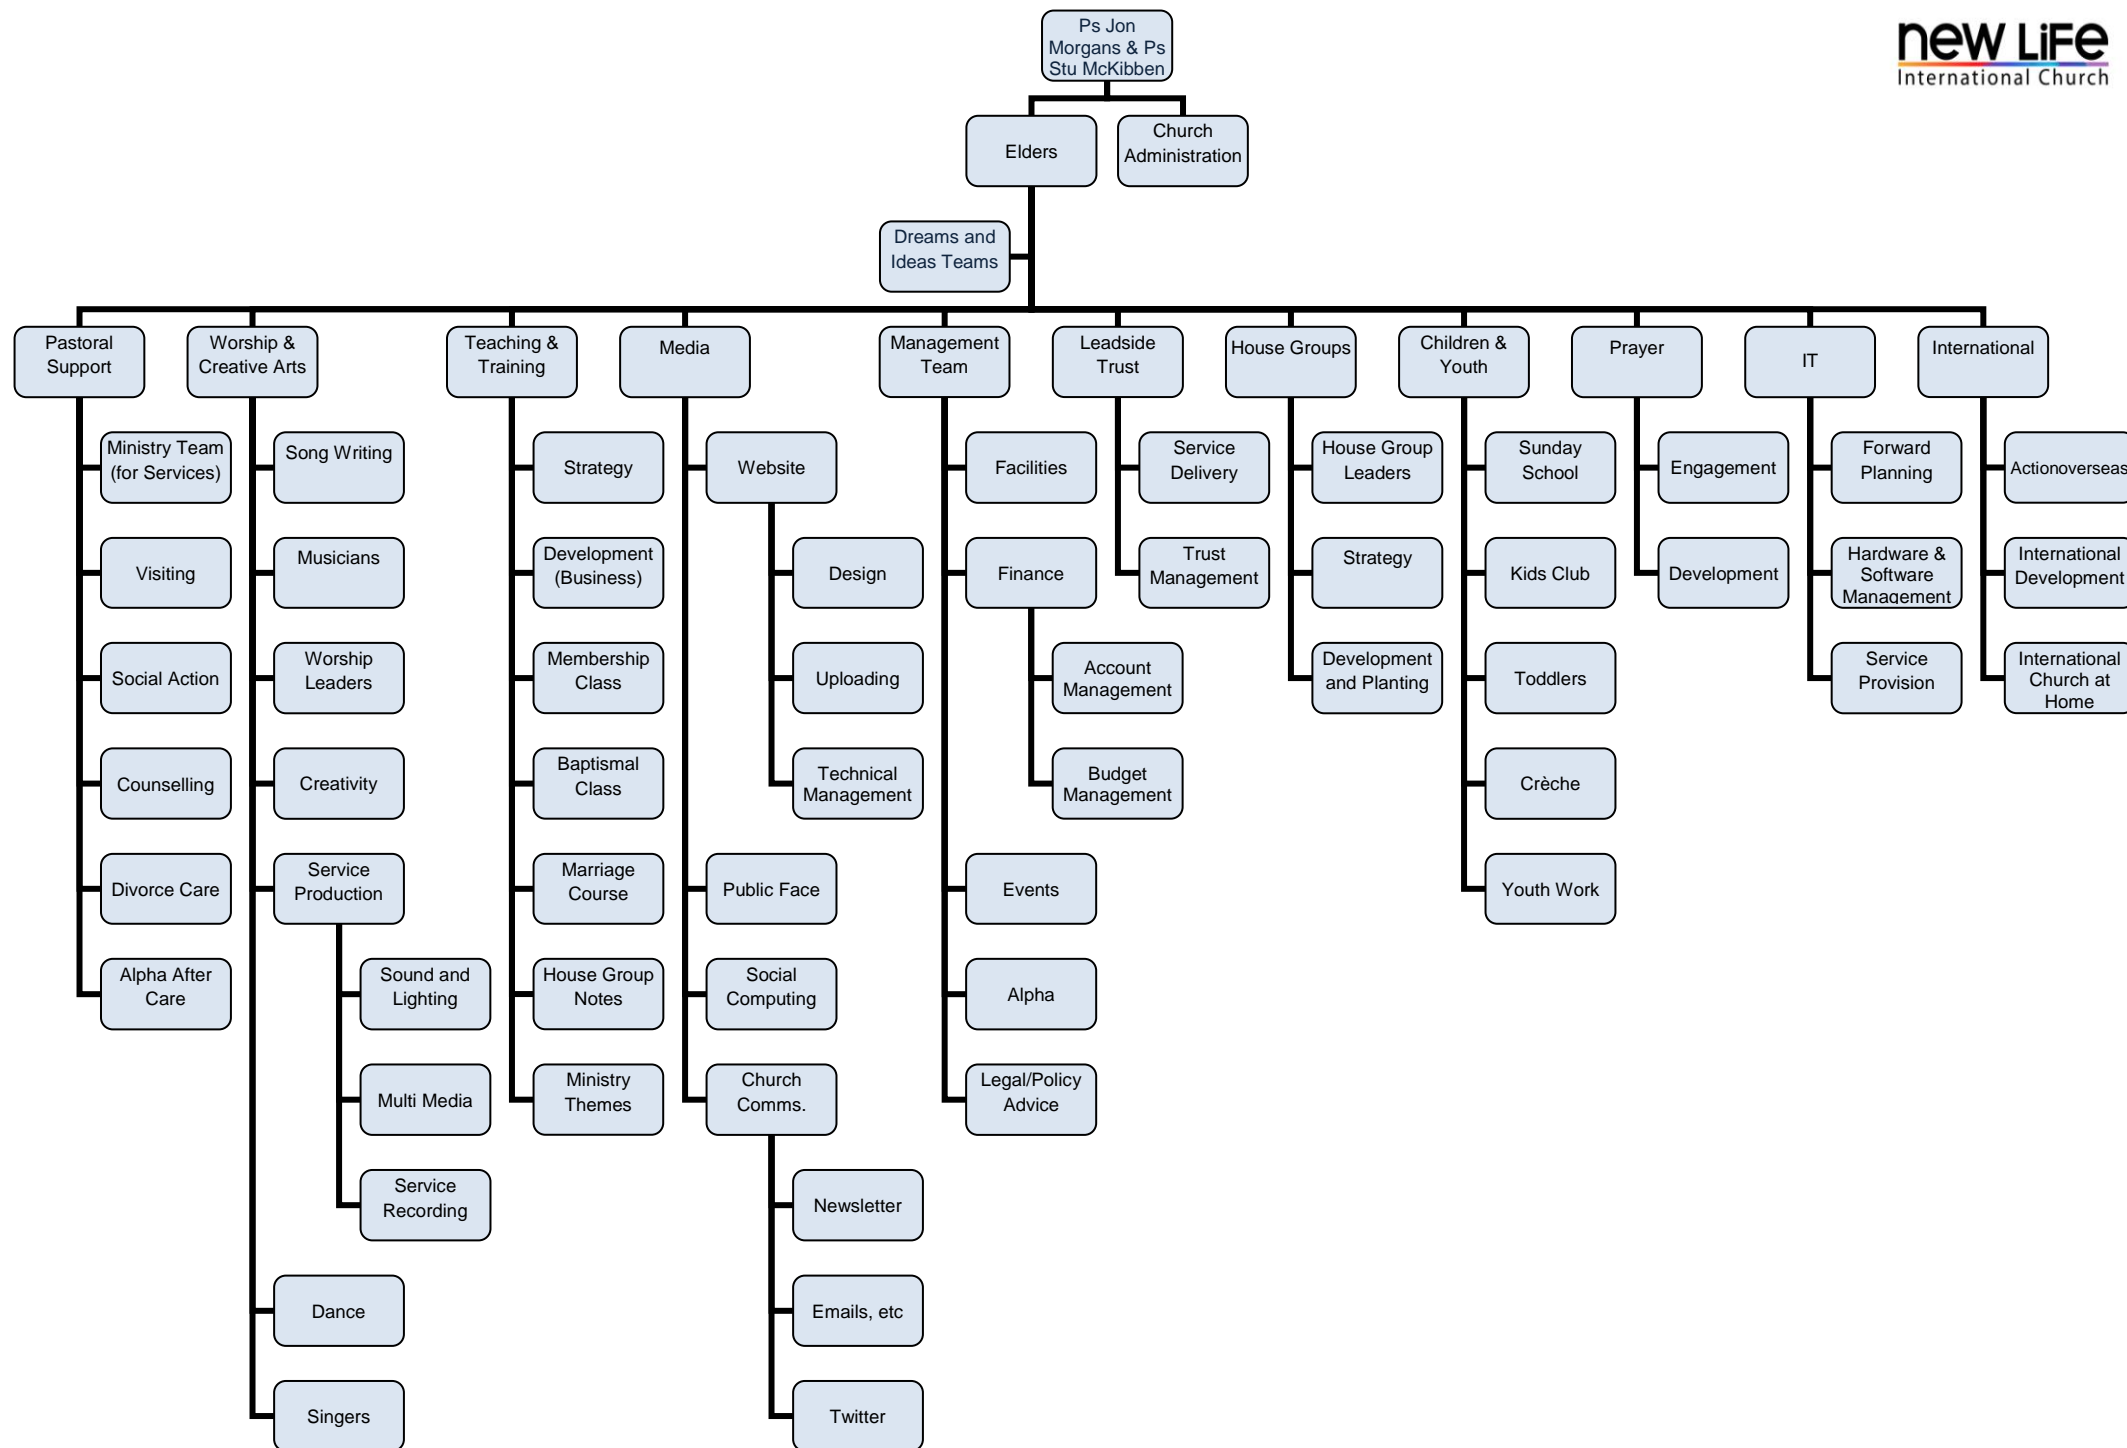 new LiFe
International Church
Ps Jon
Morgans & Ps
Stu McKibben
Elders
Church
Administration
Dreams and
Ideas Teams
Pastoral
Support
Worship &
Creative Arts
Teaching &
Training
Media
Management
Team
Leadside
Trust
House Groups
Children &
Youth
Prayer
IT
International
Ministry Team
(for Services)
Visiting
Social Action
Counselling
Divorce Care
Alpha After
Care
Song Writing
Musicians
Worship
Leaders
Creativity
Service
Production
Sound and
Lighting
Multi Media
Service
Recording
Dance
Singers
Strategy
Development
(Business)
Membership
Class
Baptismal
Class
Marriage
Course
House Group
Notes
Ministry
Themes
Website
Design
Uploading
Technical
Management
Public Face
Social
Computing
Church
Comms.
Newsletter
Emails, etc
Twitter
Facilities
Finance
Account
Management
Budget
Management
Events
Alpha
Legal/Policy
Advice
Service
Delivery
Trust
Management
House Group
Leaders
Strategy
Development
and Planting
Sunday
School
Kids Club
Toddlers
Crèche
Youth Work
Engagement
Development
Forward
Planning
Hardware &
Software
Management
Service
Provision
Actionoverseas
International
Development
International
Church at
Home